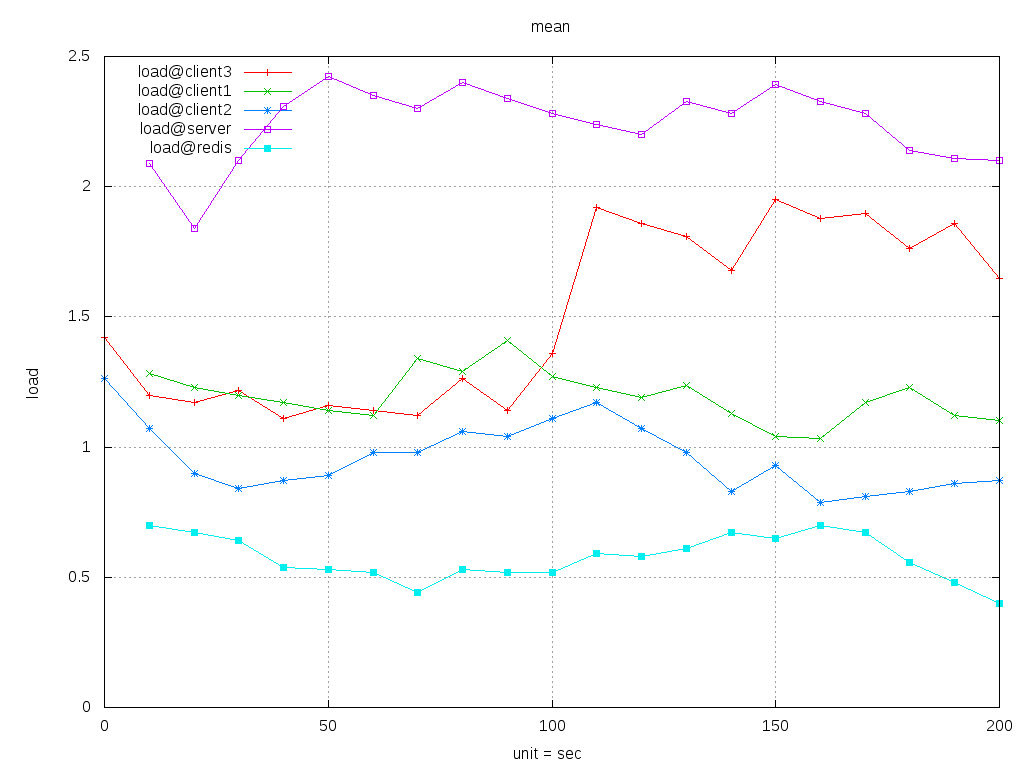 mean
2.5
load@client3
load@client1
load@client2
load@server
load@redis
2
1.5
load
1
0.5
0
0 50 100 150 200
unit = sec